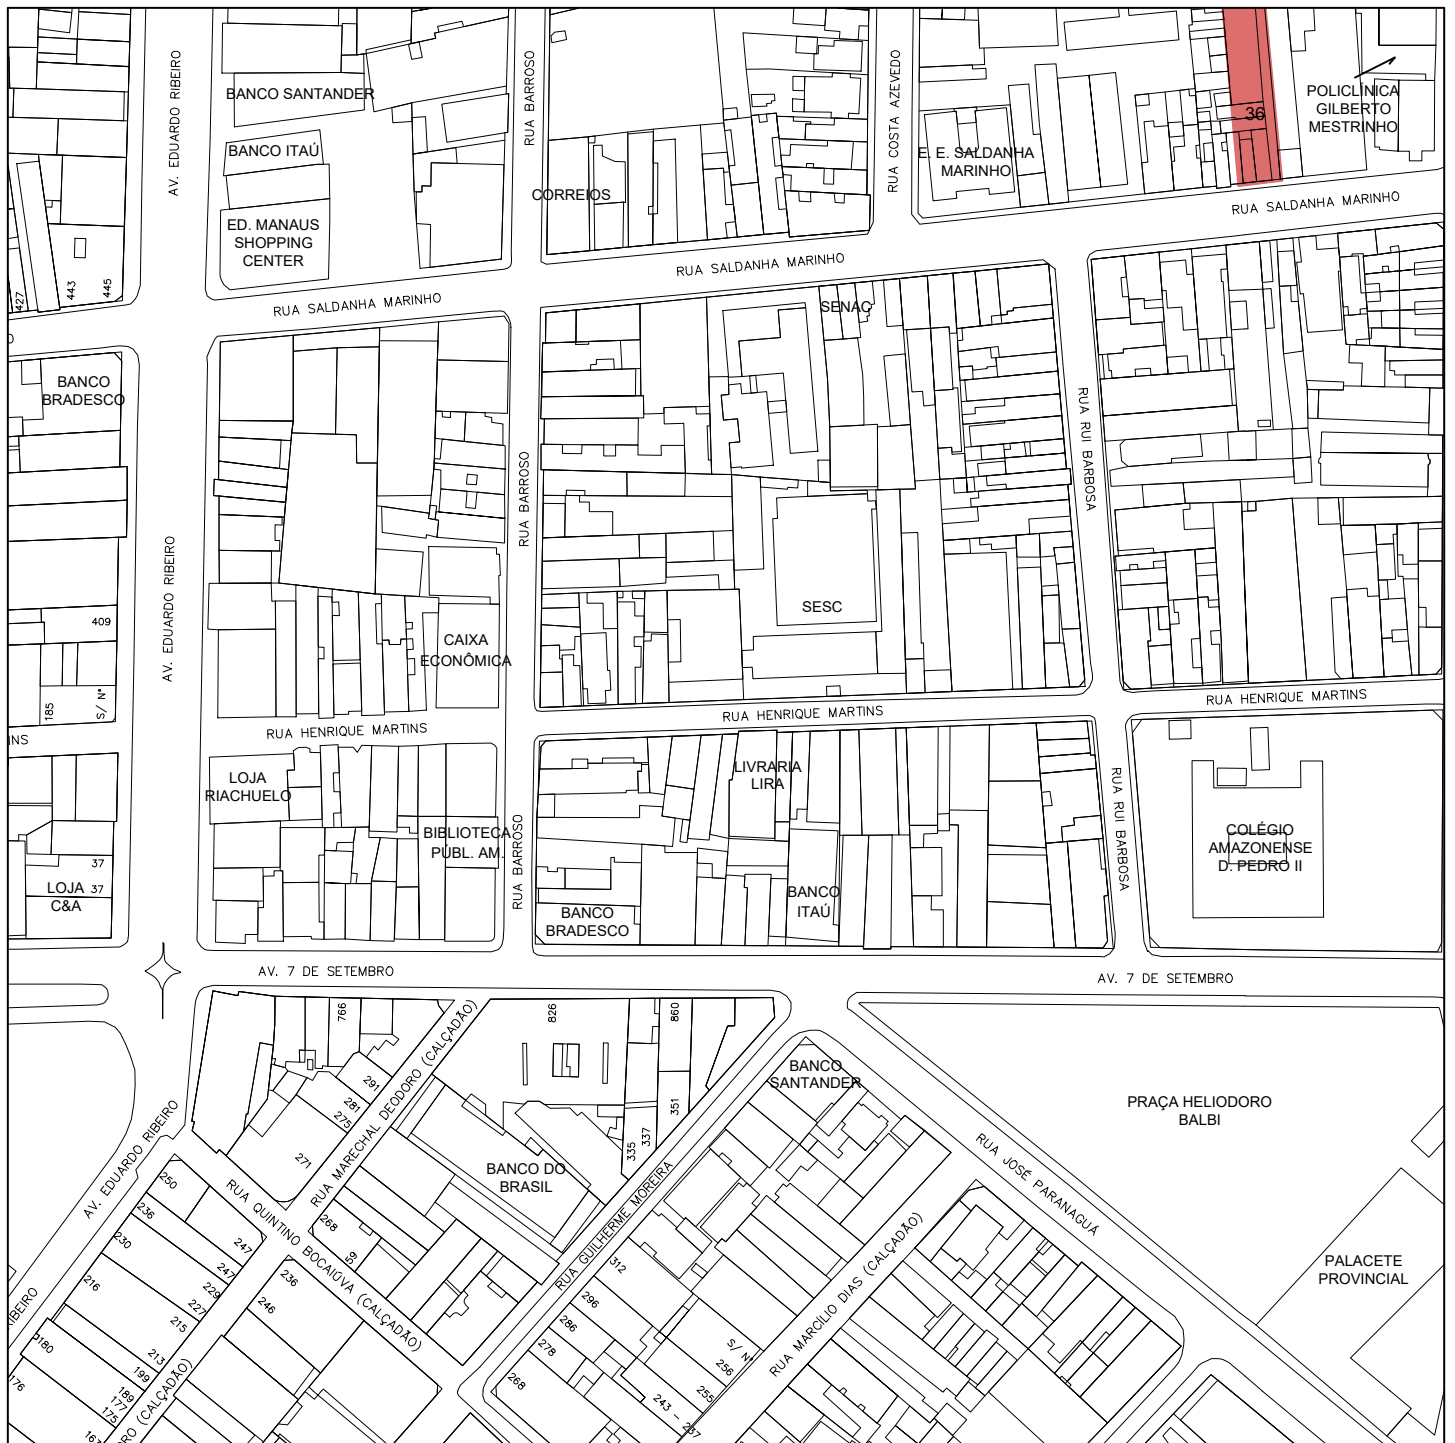 AV. EDUARDO RIBEIRO
BANCO SANTANDER
BANCO ITAÚ
ED. MANAUS
SHOPPING
CENTER
RUA BARROSO
CORREIOS
RUA COSTA AZEVEDO
E. E. SALDANHA
MARINHO
36
POLICLÍNICA
GILBERTO
MESTRINHO
RUA SALDANHA MARINHO
RUA SALDANHA MARINHO
RUA SALDANHA MARINHO
427
443
445
O
BANCO
BRADESCO
SENAC
RUA RUI BARBOSA
RUA BARROSO
AV. EDUARDO RIBEIRO
409
185
S/ Nº
SESC
CAIXA
ECONÔMICA
RUA HENRIQUE MARTINS
RUA HENRIQUE MARTINS
RUA HENRIQUE MARTINS
INS
LOJA
RIACHUELO
LIVRARIA
LIRA
BIBLIOTECA
PÚBL. AM.
RUA BARROSO
RUA RUI BARBOSA
COLÉGIO
AMAZONENSE
D. PEDRO II
37
LOJA 37
C&A
BANCO
BRADESCO
BANCO
ITAÚ
AV. 7 DE SETEMBRO
AV. 7 DE SETEMBRO
766
826
860
291
281
275
271
351
337
335
RUA MARECHAL DEODORO (CALÇADÃO)
BANCO
SANTANDER
PRAÇA HELIODORO
BALBI
BANCO DO
BRASIL
RUA JOSÉ PARANAGUÁ
AV. EDUARDO RIBEIRO
RUA QUINTINO BOCAIÚVA (CALÇADÃO)
RUA GUILHERME MOREIRA
RUA MARCÍLIO DIAS (CALÇADÃO)
PALACETE
PROVINCIAL
250
236
230
216
180
176
247
247
229
227
215
213
199
189
177
175
167
268
59
236
246
312
296
286
278
268
S/ Nº
256
255
243 - 237
RIBEIRO
RO (CALÇADÃO)